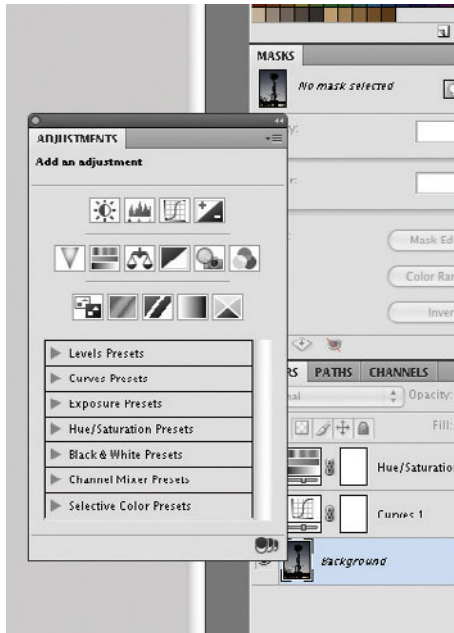 MASKS
No mask selected
ADJUSTMENTS
Add an adjustment
Mask Ed
Color Ran
Inver
Levels Presets
Curves Presets
Exposure Presets
Hue/Saturation Presets
Black & White Presets
Channel Mixer Presets
Selective Color Presets
RS PATHS CHANNELS
Opacity:
Fill:
Hue/Saturatio
Curves 1
Background